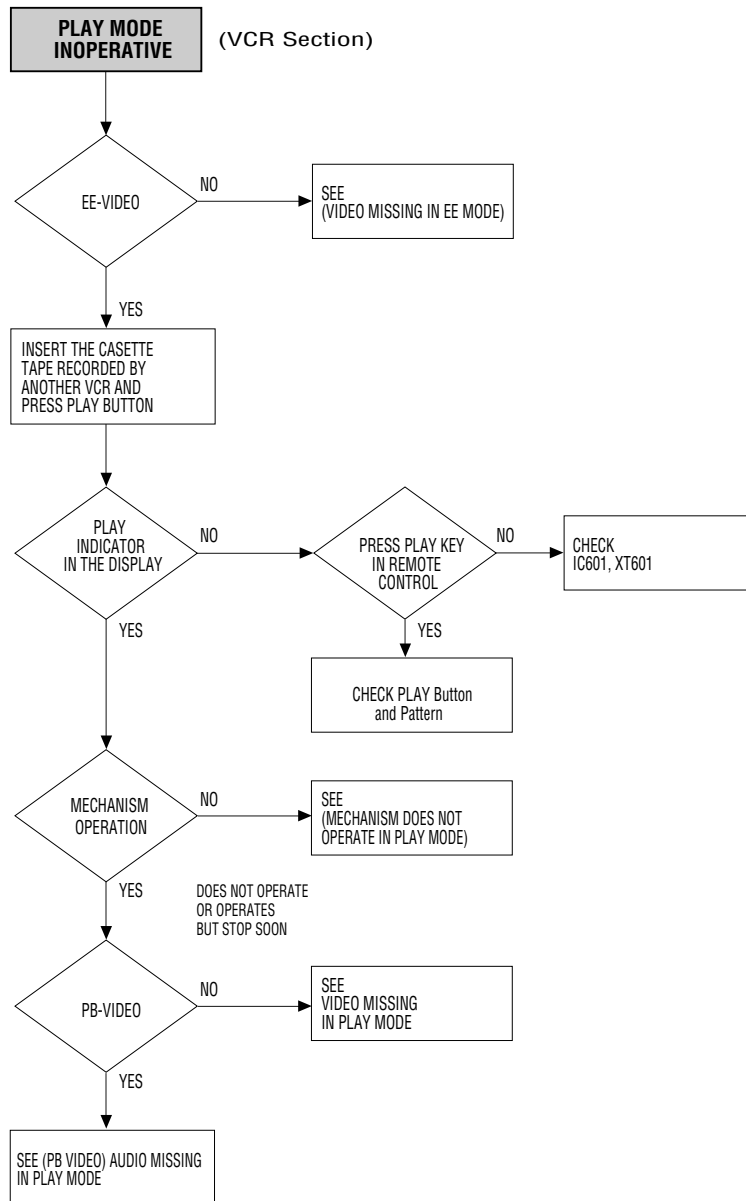 PLAY MODE
INOPERATIVE
(VCR Section)
EE-VIDEO
NO
SEE
(VIDEO MISSING IN EE MODE)
YES
INSERT THE CASETTE
TAPE RECORDED BY
ANOTHER VCR AND
PRESS PLAY BUTTON
PLAY
INDICATOR
IN THE DISPLAY
NO
PRESS PLAY KEY
IN REMOTE
CONTROL
NO
CHECK
IC601, XT601
YES
YES
CHECK PLAY Button
and Pattern
MECHANISM
OPERATION
NO
SEE
(MECHANISM DOES NOT
OPERATE IN PLAY MODE)
YES
DOES NOT OPERATE
OR OPERATES
BUT STOP SOON
PB-VIDEO
NO
SEE
VIDEO MISSING
IN PLAY MODE
YES
SEE (PB VIDEO) AUDIO MISSING
IN PLAY MODE